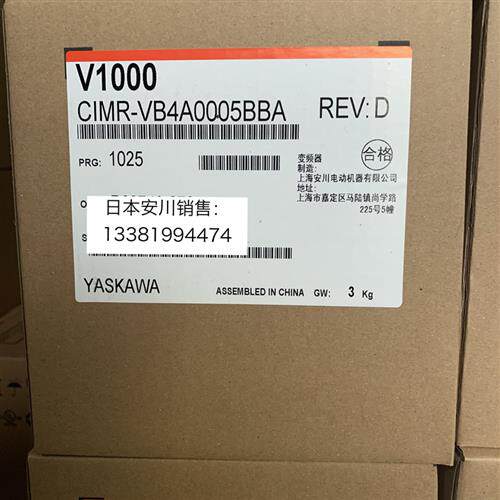 V1000
CIMR-VB4A0005BBA
REV: D
PRG: 1025
合格
变频器
制造:
上海安川电动机器有限公司
地址:
上海市嘉定区马陆镇尚学路
225号5幢
O
日本安川销售:
13381994474
S
YASKAWA
ASSEMBLED IN CHINA GW: 3 Kg